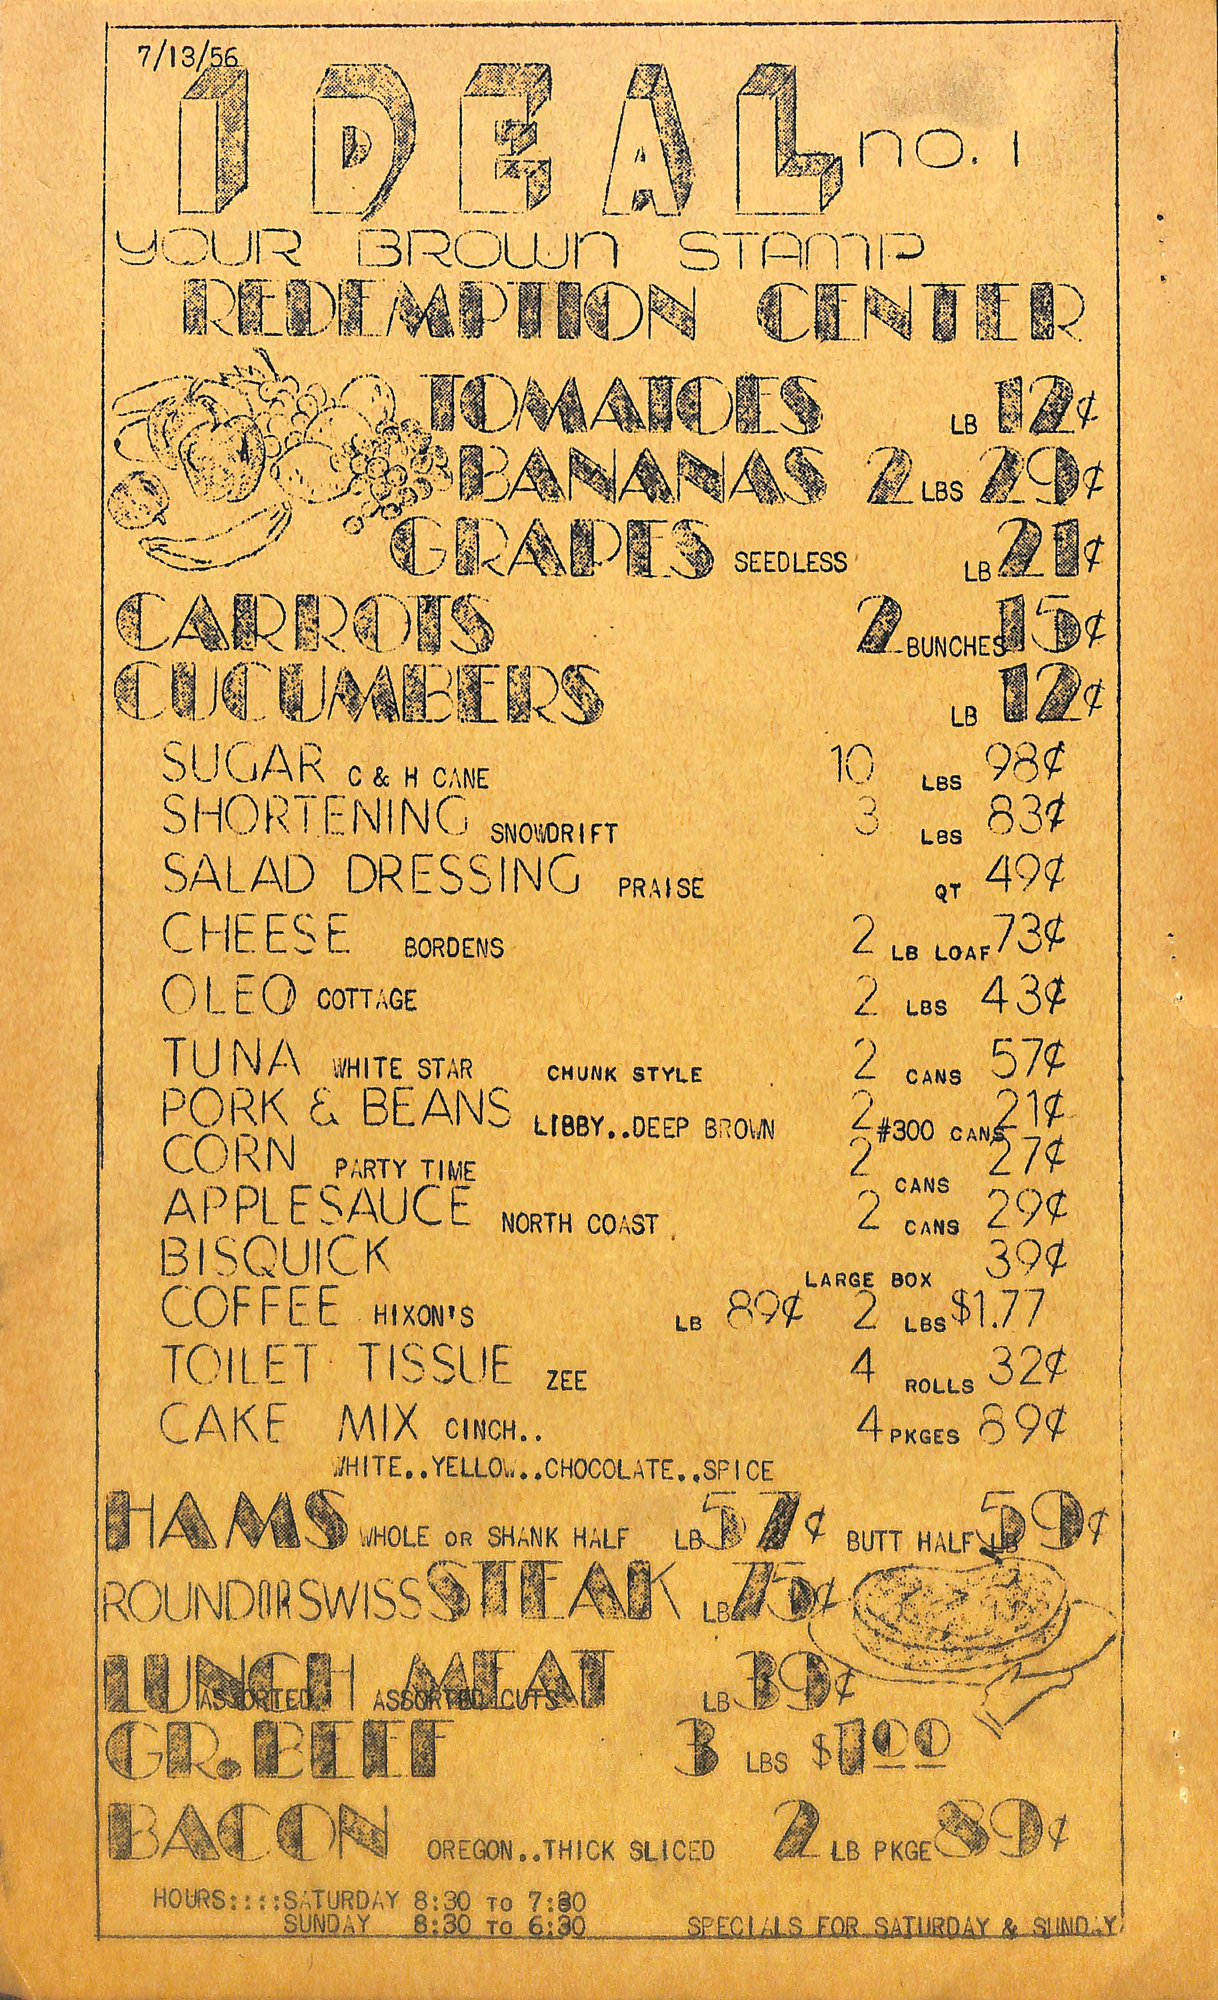 7/13/56
IDEAL no. 1
YOUR BROWN STAMP
REDEMPTION CENTER
TOMATOES LB 12¢
BANANAS 2 LBS 29¢
GRAPES SEEDLESS LB 21¢
CARROTS 2 BUNCHES 15¢
CUCUMBERS LB 12¢
SUGAR C & H CANE 10 LBS 98¢
SHORTENING SNOWDRIFT 3 LBS 83¢
SALAD DRESSING PRAISE QT 49¢
CHEESE BORDENS 2 LB LOAF 73¢
OLEO COTTAGE 2 LBS 43¢
TUNA WHITE STAR CHUNK STYLE 2 CANS 57¢
PORK & BEANS LIBBY..DEEP BROWN 2 #300 CANS 21¢
CORN PARTY TIME 2 CANS 27¢
APPLESAUCE NORTH COAST 2 CANS 29¢
BISQUICK LARGE BOX 39¢
COFFEE HIXON'S LB 89¢ 2 LBS $1.77
TOILET TISSUE ZEE 4 ROLLS 32¢
CAKE MIX CINCH.. 4 PKGES 89¢
WHITE..YELLOW..CHOCOLATE..SPICE
HAMS WHOLE OR SHANK HALF LB 57¢ BUTT HALF LB 59¢
ROUND OR SWISS STEAK LB 75¢
LUNCH MEAT ASSORTED. ASSORTED CUTS LB 39¢
GR. BEEF 3 LBS $1.00
BACON OREGON..THICK SLICED 2 LB PKGE 89¢
HOURS::::SATURDAY 8:30 TO 7:30
SUNDAY 8:30 TO 6:30 SPECIALS FOR SATURDAY & SUNDAY